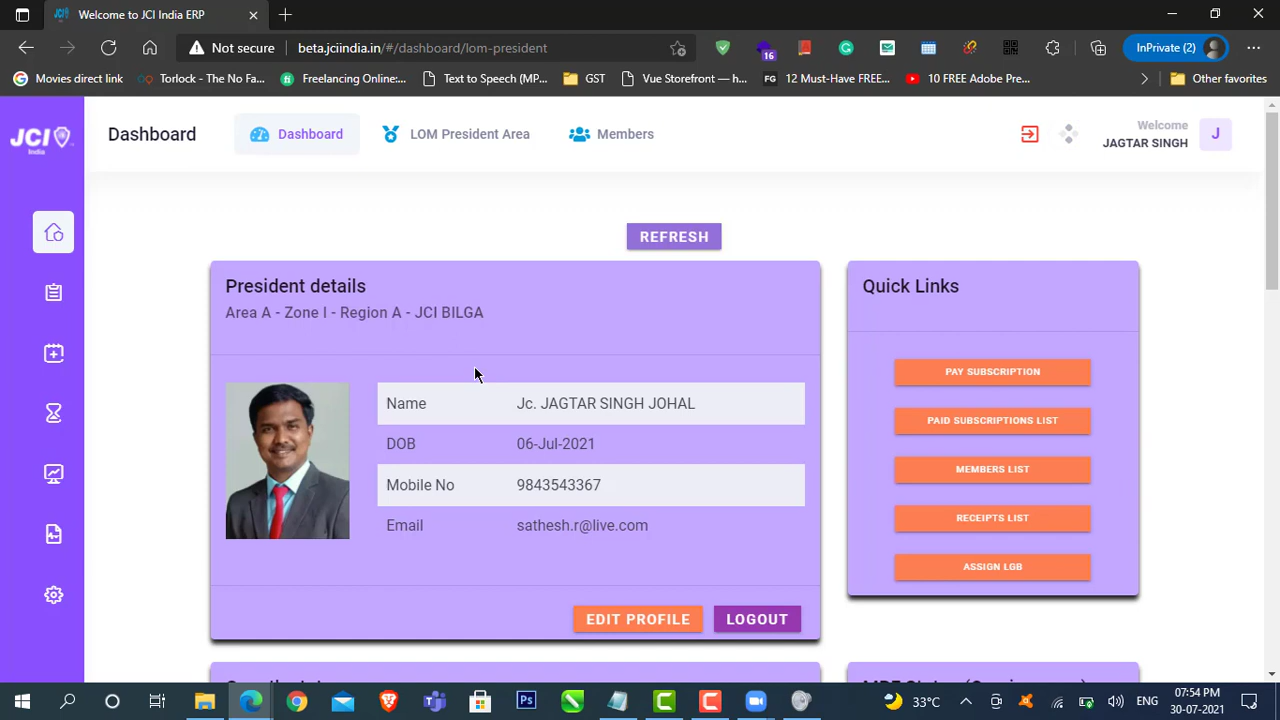 Welcome to JCI India ERP
Not secure
beta.jciindia.in/#/dashboard/lom-president
16
InPrivate (2)
Movies direct link
Torlock - The No Fa...
Freelancing Online:...
Text to Speech (MP...
GST
Vue Storefront — h...
FG
12 Must-Have FREE...
10 FREE Adobe Pre...
Other favorites
JCI
India
Dashboard
Dashboard
LOM President Area
Members
Welcome
JAGTAR SINGH
J
REFRESH
President details
Area A - Zone I - Region A - JCI BILGA
Name
Jc. JAGTAR SINGH JOHAL
DOB
06-Jul-2021
Mobile No
9843543367
Email
sathesh.r@live.com
EDIT PROFILE
LOGOUT
Quick Links
PAY SUBSCRIPTION
PAID SUBSCRIPTIONS LIST
MEMBERS LIST
RECEIPTS LIST
ASSIGN LGB
33°C
ENG
07:54 PM
30-07-2021